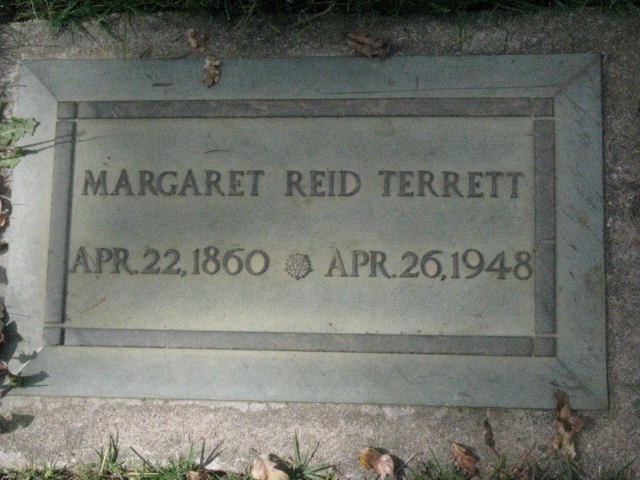 MARGARET REID TERRETT
APR. 22, 1860 APR. 26, 1948